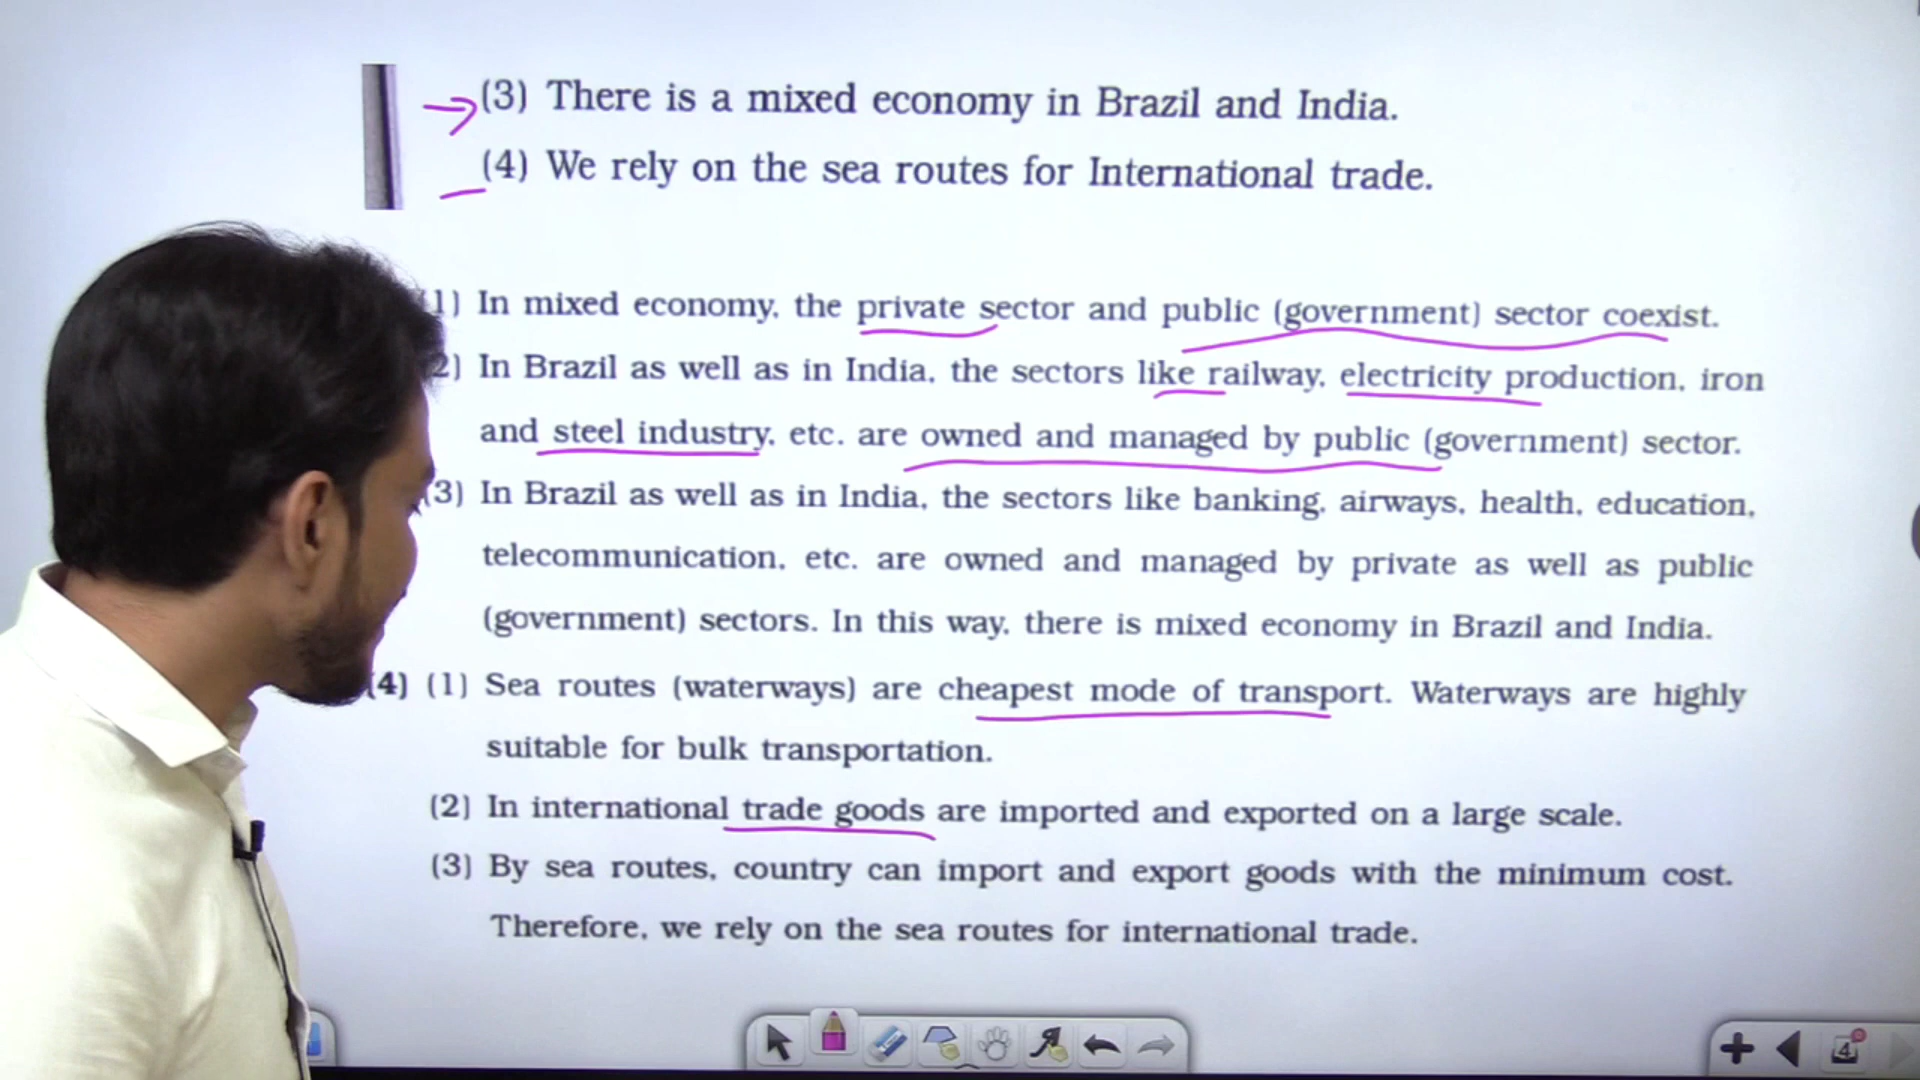 (3) There is a mixed economy in Brazil and India.
(4) We rely on the sea routes for International trade.
1) In mixed economy, the private sector and public (government) sector coexist.
2) In Brazil as well as in India, the sectors like railway, electricity production, iron
and steel industry, etc. are owned and managed by public (government) sector.
(3) In Brazil as well as in India, the sectors like banking, airways, health, education,
telecommunication, etc. are owned and managed by private as well as public
(government) sectors. In this way, there is mixed economy in Brazil and India.
(4) (1) Sea routes (waterways) are cheapest mode of transport. Waterways are highly
suitable for bulk transportation.
(2) In international trade goods are imported and exported on a large scale.
(3) By sea routes, country can import and export goods with the minimum cost.
Therefore, we rely on the sea routes for international trade.
4